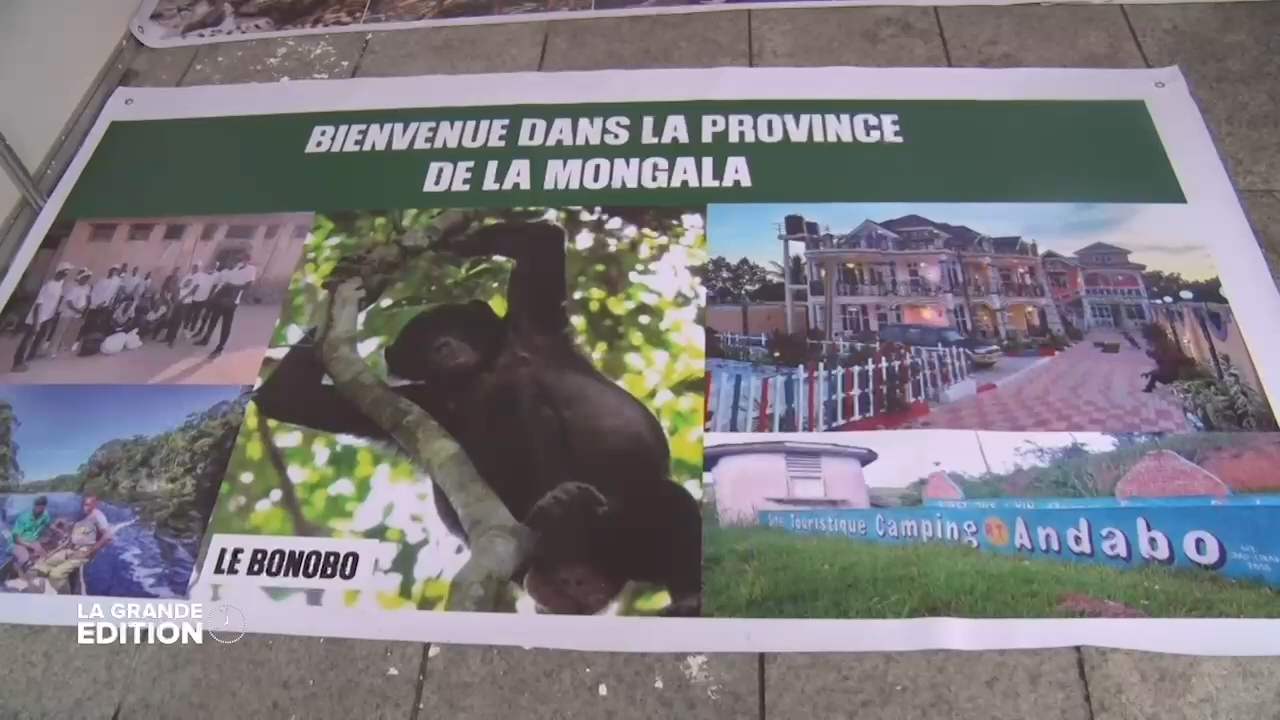 BIENVENUE DANS LA PROVINCE
DE LA MONGALA
LE BONOBO
Site Touristique Camping Andabo
LA GRANDE
EDITION